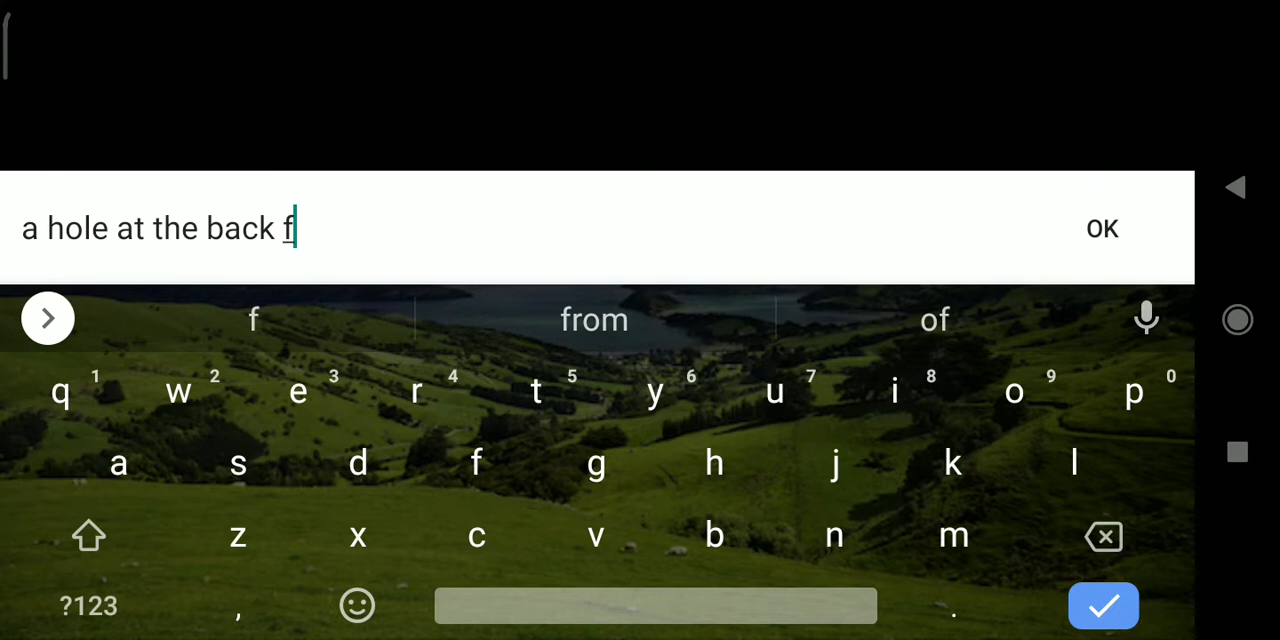 a hole at the back f
OK
f from of
q 1 w 2 e 3 r 4 t 5 y 6 u 7 i 8 o 9 p 0
a s d f g h j k l
z x c v b n m
?123 , .